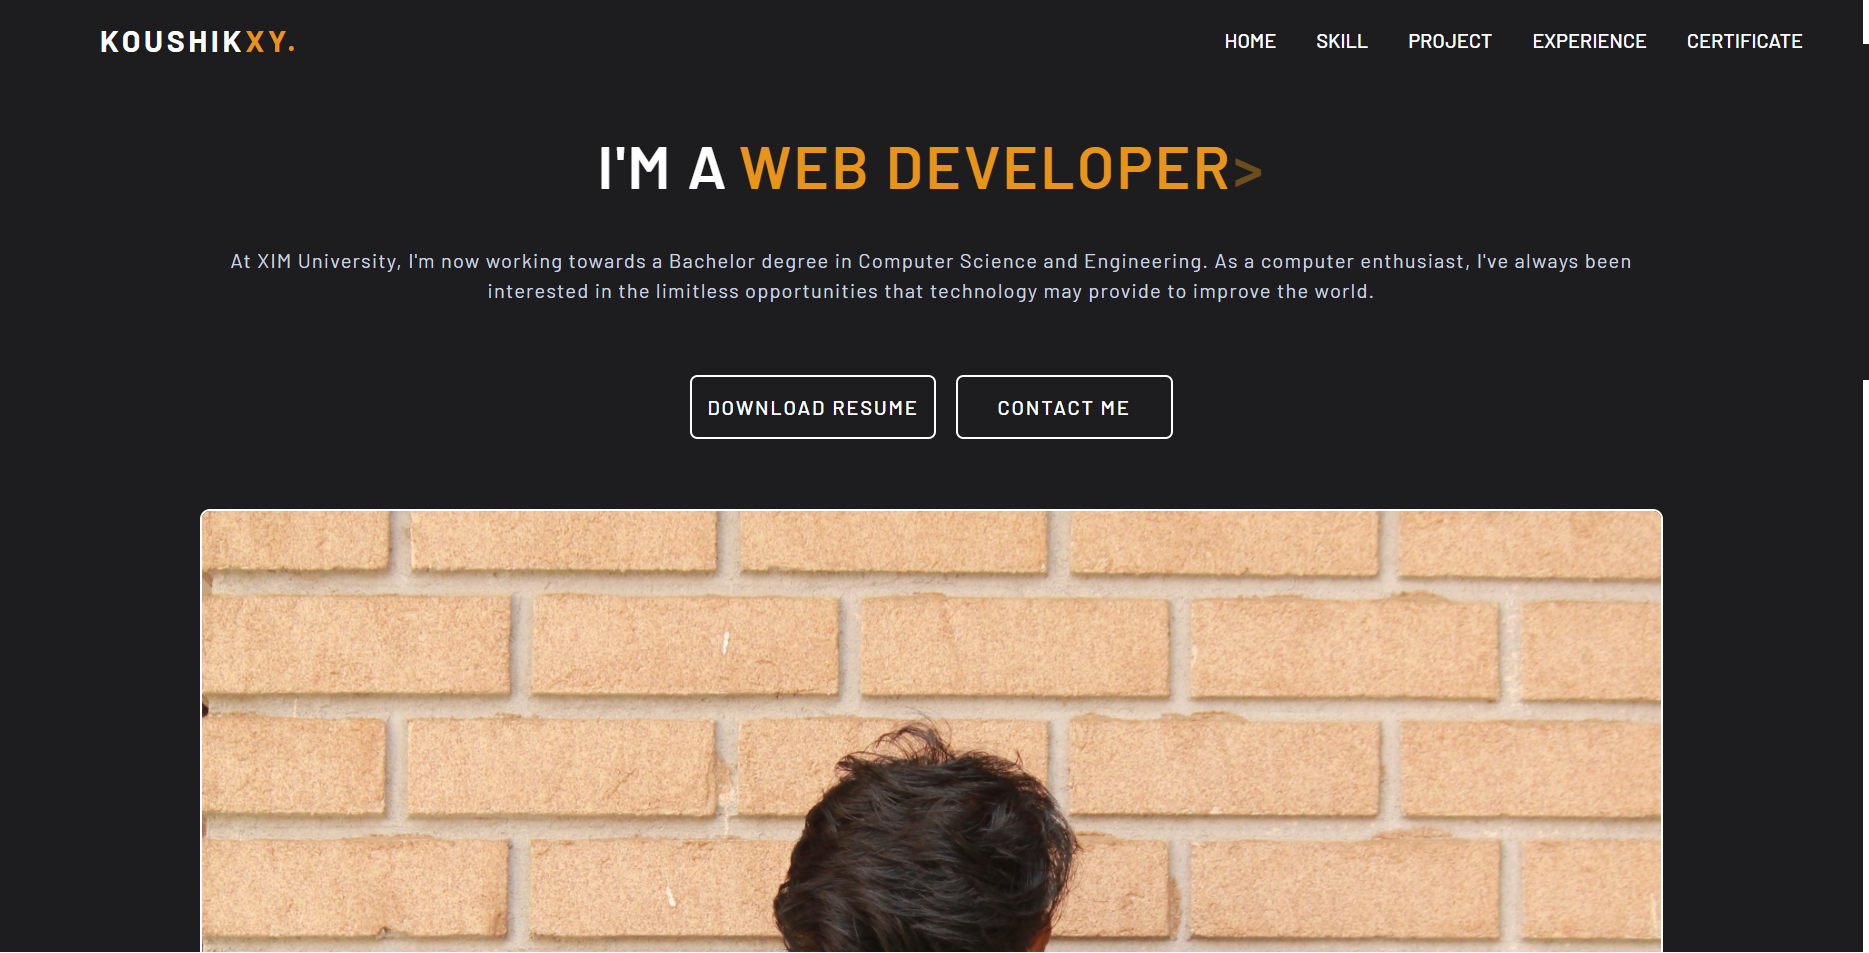 KOUSHIKXY.
HOME SKILL PROJECT EXPERIENCE CERTIFICATE
I'M A WEB DEVELOPER>
At XIM University, I'm now working towards a Bachelor degree in Computer Science and Engineering. As a computer enthusiast, I've always been
interested in the limitless opportunities that technology may provide to improve the world.
DOWNLOAD RESUME
CONTACT ME